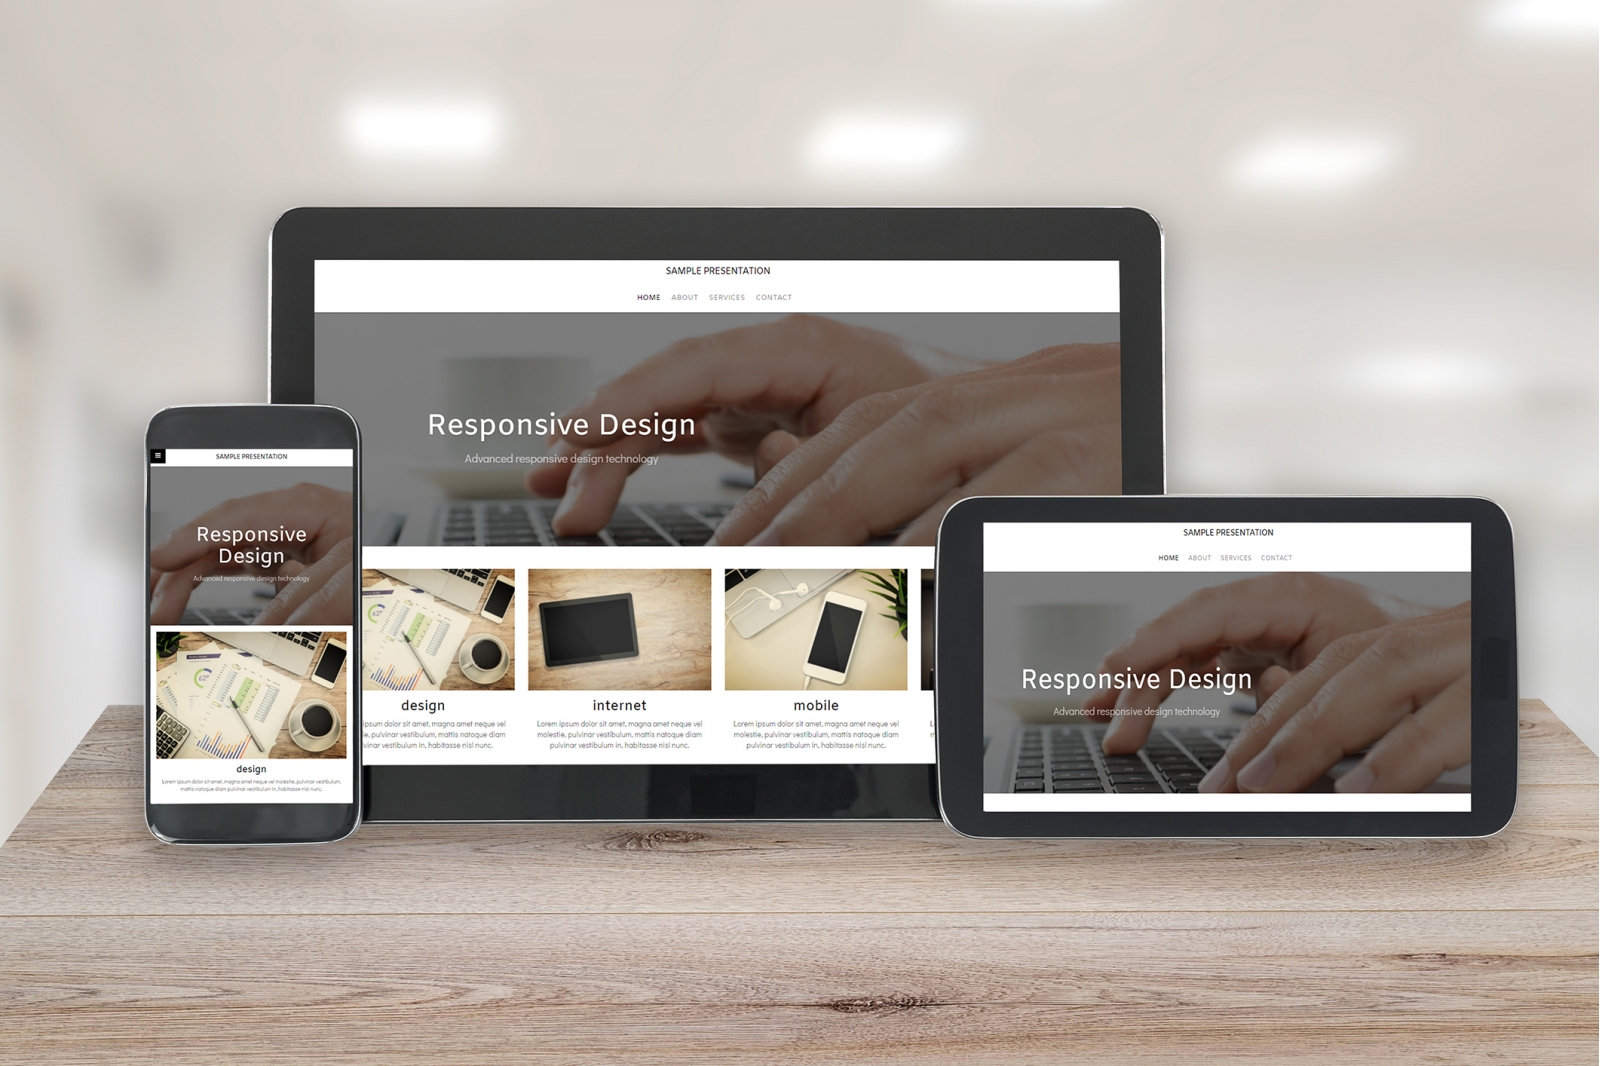 SAMPLE PRESENTATION
HOME ABOUT SERVICES CONTACT
Responsive Design
Advanced responsive design technology
design
ipsum dolor sit amet, magna amet neque vel
pulvinar vestibulum, mattis natoque diam
vestibulum in, habitasse nisl nunc.
internet
Lorem ipsum dolor sit amet, magna amet neque vel
molestie, pulvinar vestibulum, mattis natoque diam
pulvinar vestibulum in, habitasse nisl nunc.
mobile
Lorem ipsum dolor sit amet, magna amet neque vel
molestie, pulvinar vestibulum, mattis natoque diam
pulvinar vestibulum in, habitasse nisl nunc.
SAMPLE PRESENTATION
Responsive
Design
Advanced responsive design technology
design
Lorem ipsum dolor sit amet, magna amet neque vel molestie, pulvinar vestibulum,
mattis natoque diam pulvinar vestibulum in, habitasse nisl nunc.
SAMPLE PRESENTATION
HOME ABOUT SERVICES CONTACT
Responsive Design
Advanced responsive design technology